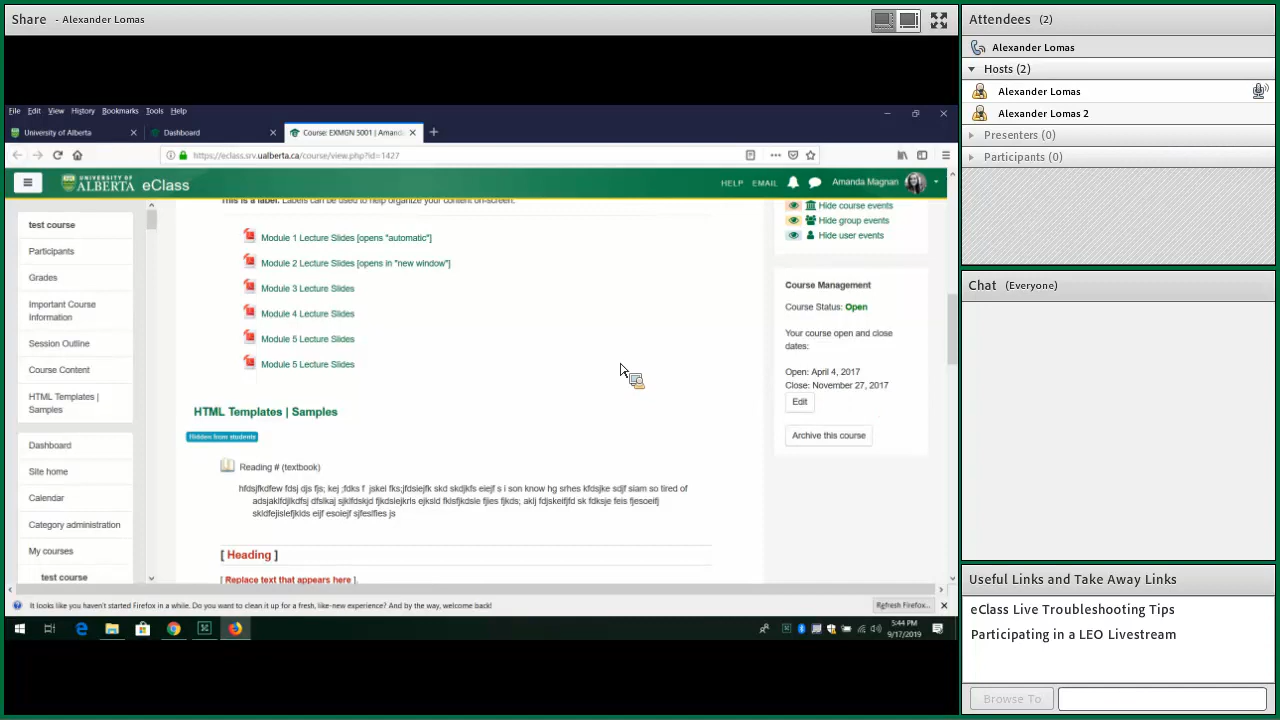 Share - Alexander Lomas
File Edit View History Bookmarks Tools Help
University of Alberta
Dashboard
Course: EXMGN 5001 | Amand
https://eclass.srv.ualberta.ca/course/view.php?id=1427
UNIVERSITY OF
ALBERTA eClass
HELP EMAIL
Amanda Magnan
test course
Participants
Grades
Important Course
Information
Session Outline
Course Content
HTML Templates |
Samples
Dashboard
Site home
Calendar
Category administration
My courses
test course
This is a label. Labels can be used to help organize your content on-screen.
Module 1 Lecture Slides [opens "automatic"]
Module 2 Lecture Slides [opens in "new window"]
Module 3 Lecture Slides
Module 4 Lecture Slides
Module 5 Lecture Slides
Module 5 Lecture Slides
HTML Templates | Samples
Hidden from students
Reading # (textbook)
[ Heading ]
[ Replace text that appears here ].
Hide course events
Hide group events
Hide user events
Course Management
Course Status: Open
Your course open and close
dates:
Open: April 4, 2017
Close: November 27, 2017
Edit
Archive this course
It looks like you haven't started Firefox in a while. Do you want to clean it up for a fresh, like-new experience? And by the way, welcome back!
Refresh Firefox...
5:44 PM
9/17/2019
Attendees (2)
Alexander Lomas
Hosts (2)
Alexander Lomas
Alexander Lomas 2
Presenters (0)
Participants (0)
Chat (Everyone)
Useful Links and Take Away Links
eClass Live Troubleshooting Tips
Participating in a LEO Livestream
Browse To